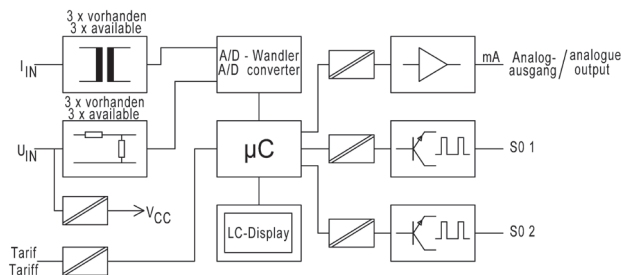 3 x vorhanden
3 x available
I_IN
A/D - Wandler
A/D converter
mA
Analog- / analogue
ausgang output
3 x vorhanden
3 x available
U_IN
µC
S0 1
V_CC
LC-Display
S0 2
Tarif
Tariff